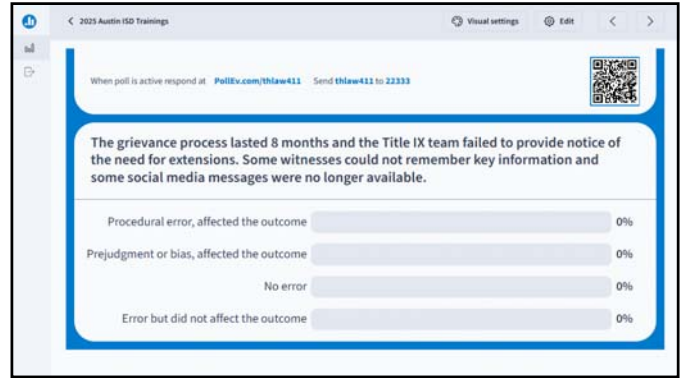 2025 Austin ISD Trainings
Visual settings
Edit
When poll is active respond at PollEv.com/thlaw411 Send thlaw411 to 22333
The grievance process lasted 8 months and the Title IX team failed to provide notice of
the need for extensions. Some witnesses could not remember key information and
some social media messages were no longer available.
Procedural error, affected the outcome 0%
Prejudgment or bias, affected the outcome 0%
No error 0%
Error but did not affect the outcome 0%